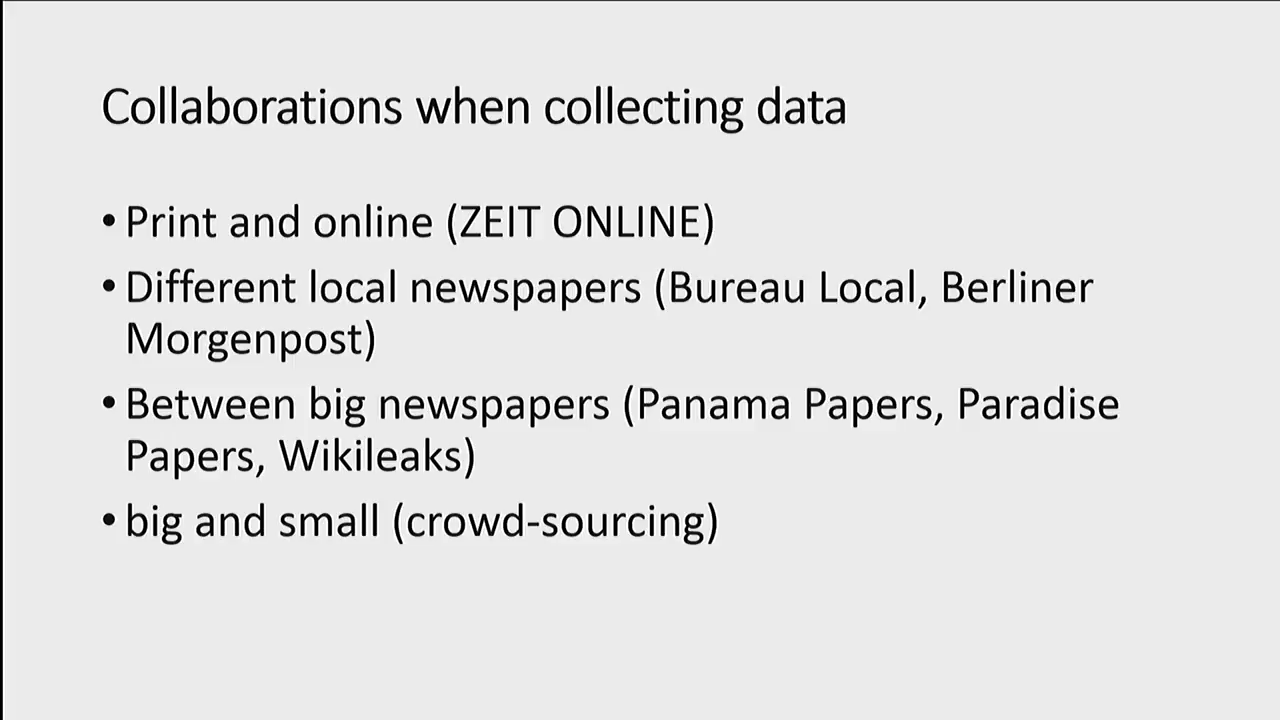 Collaborations when collecting data
• Print and online (ZEIT ONLINE)
• Different local newspapers (Bureau Local, Berliner
Morgenpost)
• Between big newspapers (Panama Papers, Paradise
Papers, Wikileaks)
• big and small (crowd-sourcing)